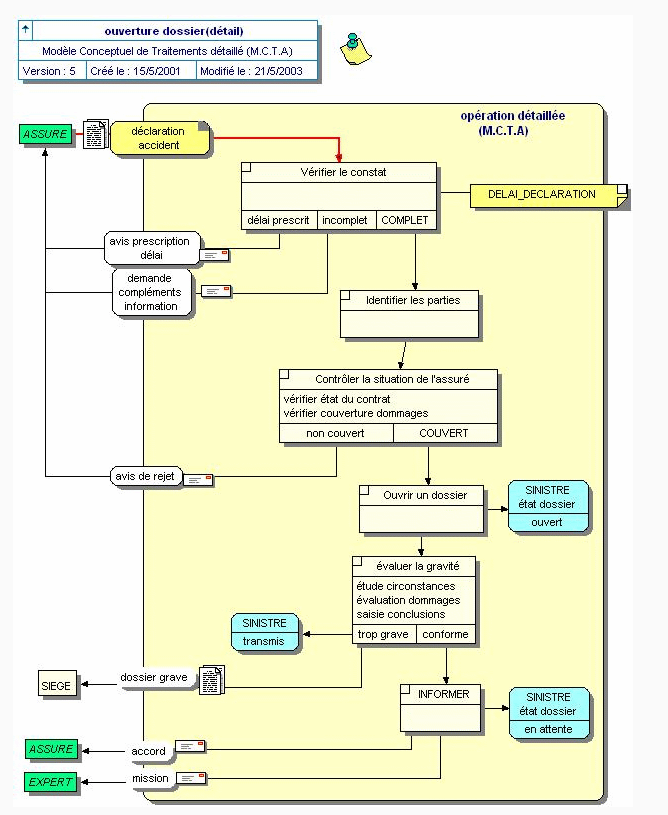 ouverture dossier(détail)
Modèle Conceptuel de Traitements détaillé (M.C.T.A)
Version : 5 Créé le : 15/5/2001 Modifié le : 21/5/2003
opération détaillée
(M.C.T.A)
ASSURE
déclaration
accident
Vérifier le constat
délai prescrit incomplet COMPLET
DELAI_DECLARATION
avis prescription
délai
demande
compléments
information
Identifier les parties
Contrôler la situation de l'assuré
vérifier état du contrat
vérifier couverture dommages
non couvert COUVERT
avis de rejet
Ouvrir un dossier
SINISTRE
état dossier
ouvert
évaluer la gravité
étude circonstances
évaluation dommages
saisie conclusions
trop grave conforme
SINISTRE
transmis
SIEGE
dossier grave
INFORMER
SINISTRE
état dossier
en attente
ASSURE
accord
EXPERT
mission